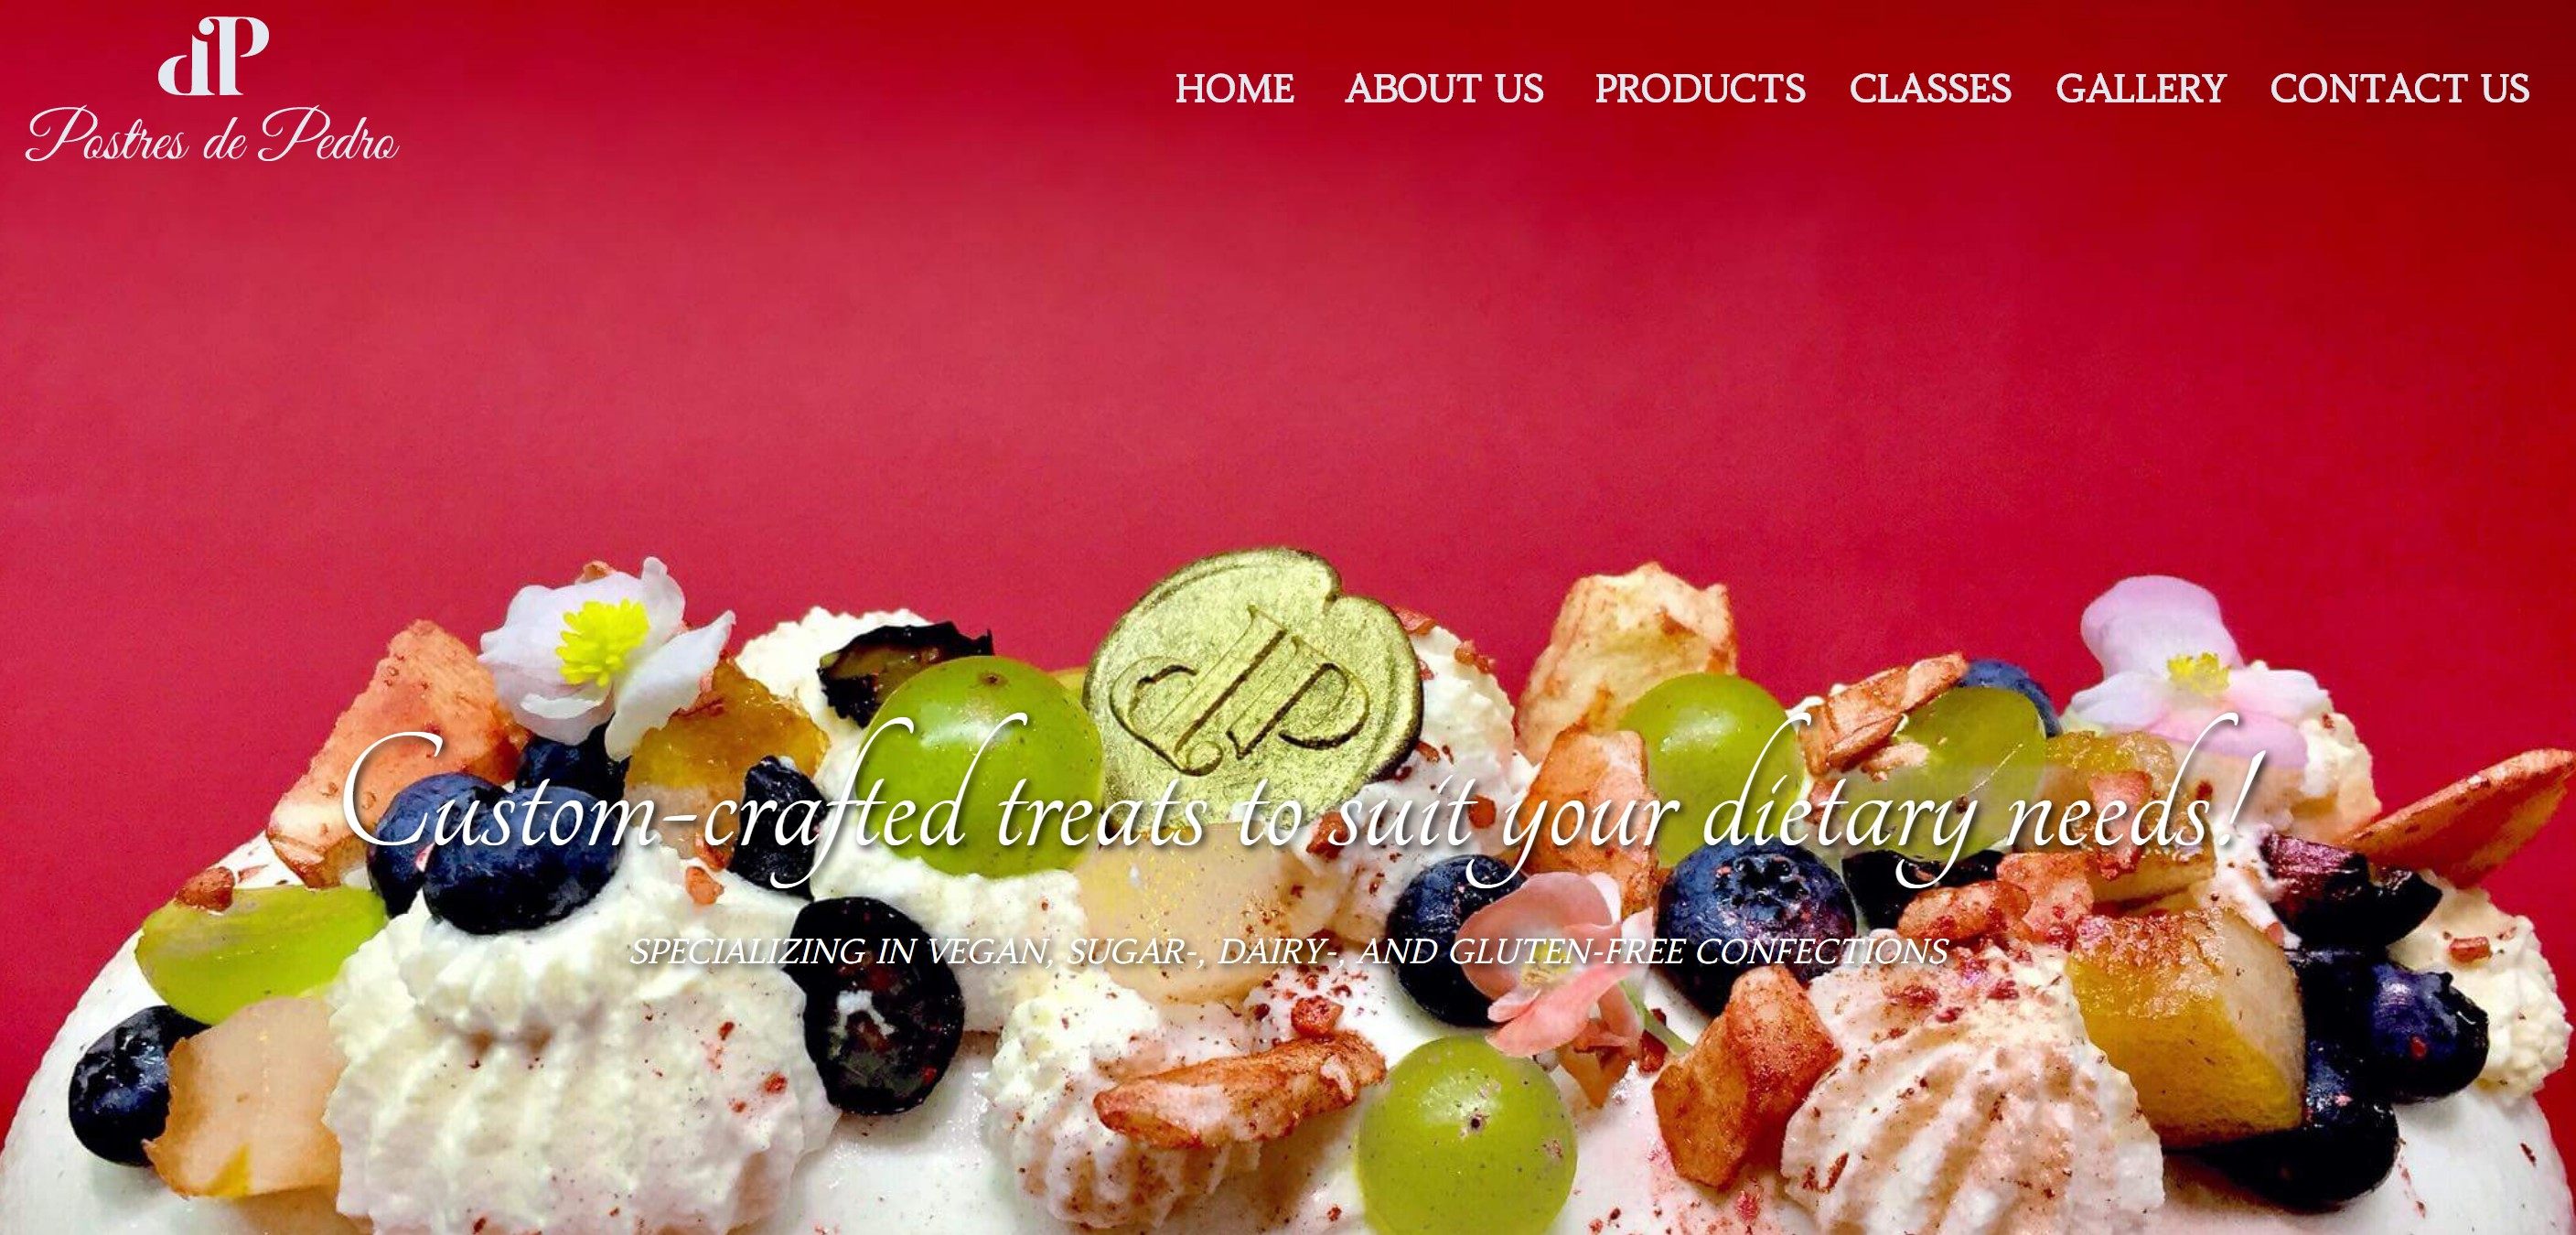 dP
Postres de Pedro
HOME ABOUT US PRODUCTS CLASSES GALLERY CONTACT US
dP
Custom-crafted treats to suit your dietary needs!
SPECIALIZING IN VEGAN, SUGAR-, DAIRY-, AND GLUTEN-FREE CONFECTIONS